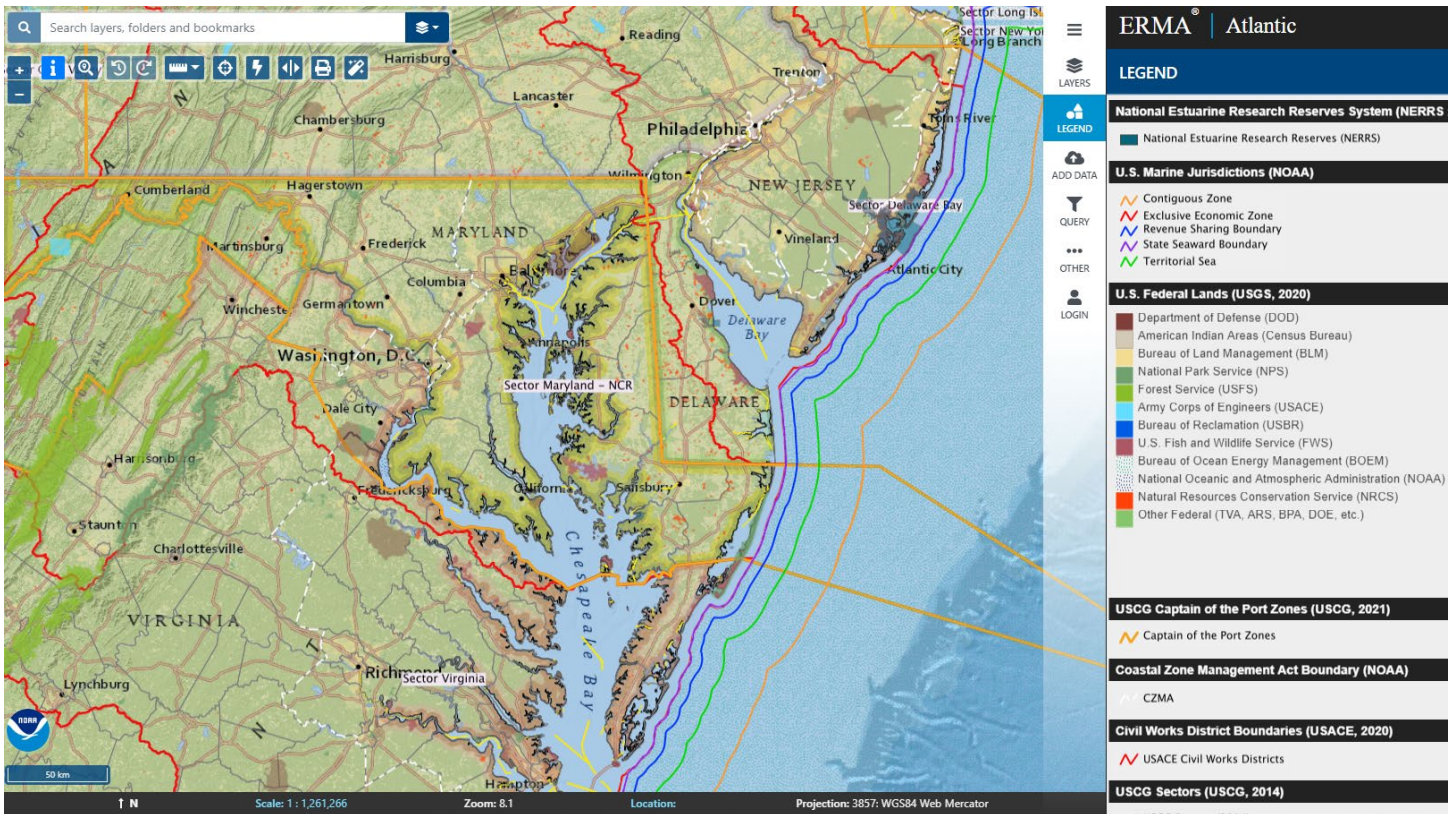 Search layers, folders and bookmarks
Sector Long Isl
Sector New Yor
Long Branch
Reading
Harrisburg
Trenton
Lancaster
Toms River
Chambersburg
Philadelphia
Wilmington
NEW JERSEY
Cumberland
Hagerstown
Sector Delaware Bay
MARYLAND
Vineland
Martinsburg
Frederick
Baltimore
Atlantic City
Columbia
Winchester
Germantown
Dover
Delaware
Bay
Annapolis
Washington, D.C.
Sector Maryland – NCR
DELAWARE
Dale City
Harrisonburg
Fredericksburg
California
Salisbury
Staunton
Charlottesville
Chesapeake Bay
VIRGINIA
Richmond
Sector Virginia
Lynchburg
NOAA
50 km
Hampton
↑ N
Scale: 1 : 1,261,266
Zoom: 8.1
Location:
Projection: 3857: WGS84 Web Mercator
LAYERS
LEGEND
ADD DATA
QUERY
OTHER
LOGIN
ERMA® | Atlantic
LEGEND
National Estuarine Research Reserves System (NERRS
National Estuarine Research Reserves (NERRS)
U.S. Marine Jurisdictions (NOAA)
Contiguous Zone
Exclusive Economic Zone
Revenue Sharing Boundary
State Seaward Boundary
Territorial Sea
U.S. Federal Lands (USGS, 2020)
Department of Defense (DOD)
American Indian Areas (Census Bureau)
Bureau of Land Management (BLM)
National Park Service (NPS)
Forest Service (USFS)
Army Corps of Engineers (USACE)
Bureau of Reclamation (USBR)
U.S. Fish and Wildlife Service (FWS)
Bureau of Ocean Energy Management (BOEM)
National Oceanic and Atmospheric Administration (NOAA)
Natural Resources Conservation Service (NRCS)
Other Federal (TVA, ARS, BPA, DOE, etc.)
USCG Captain of the Port Zones (USCG, 2021)
Captain of the Port Zones
Coastal Zone Management Act Boundary (NOAA)
CZMA
Civil Works District Boundaries (USACE, 2020)
USACE Civil Works Districts
USCG Sectors (USCG, 2014)